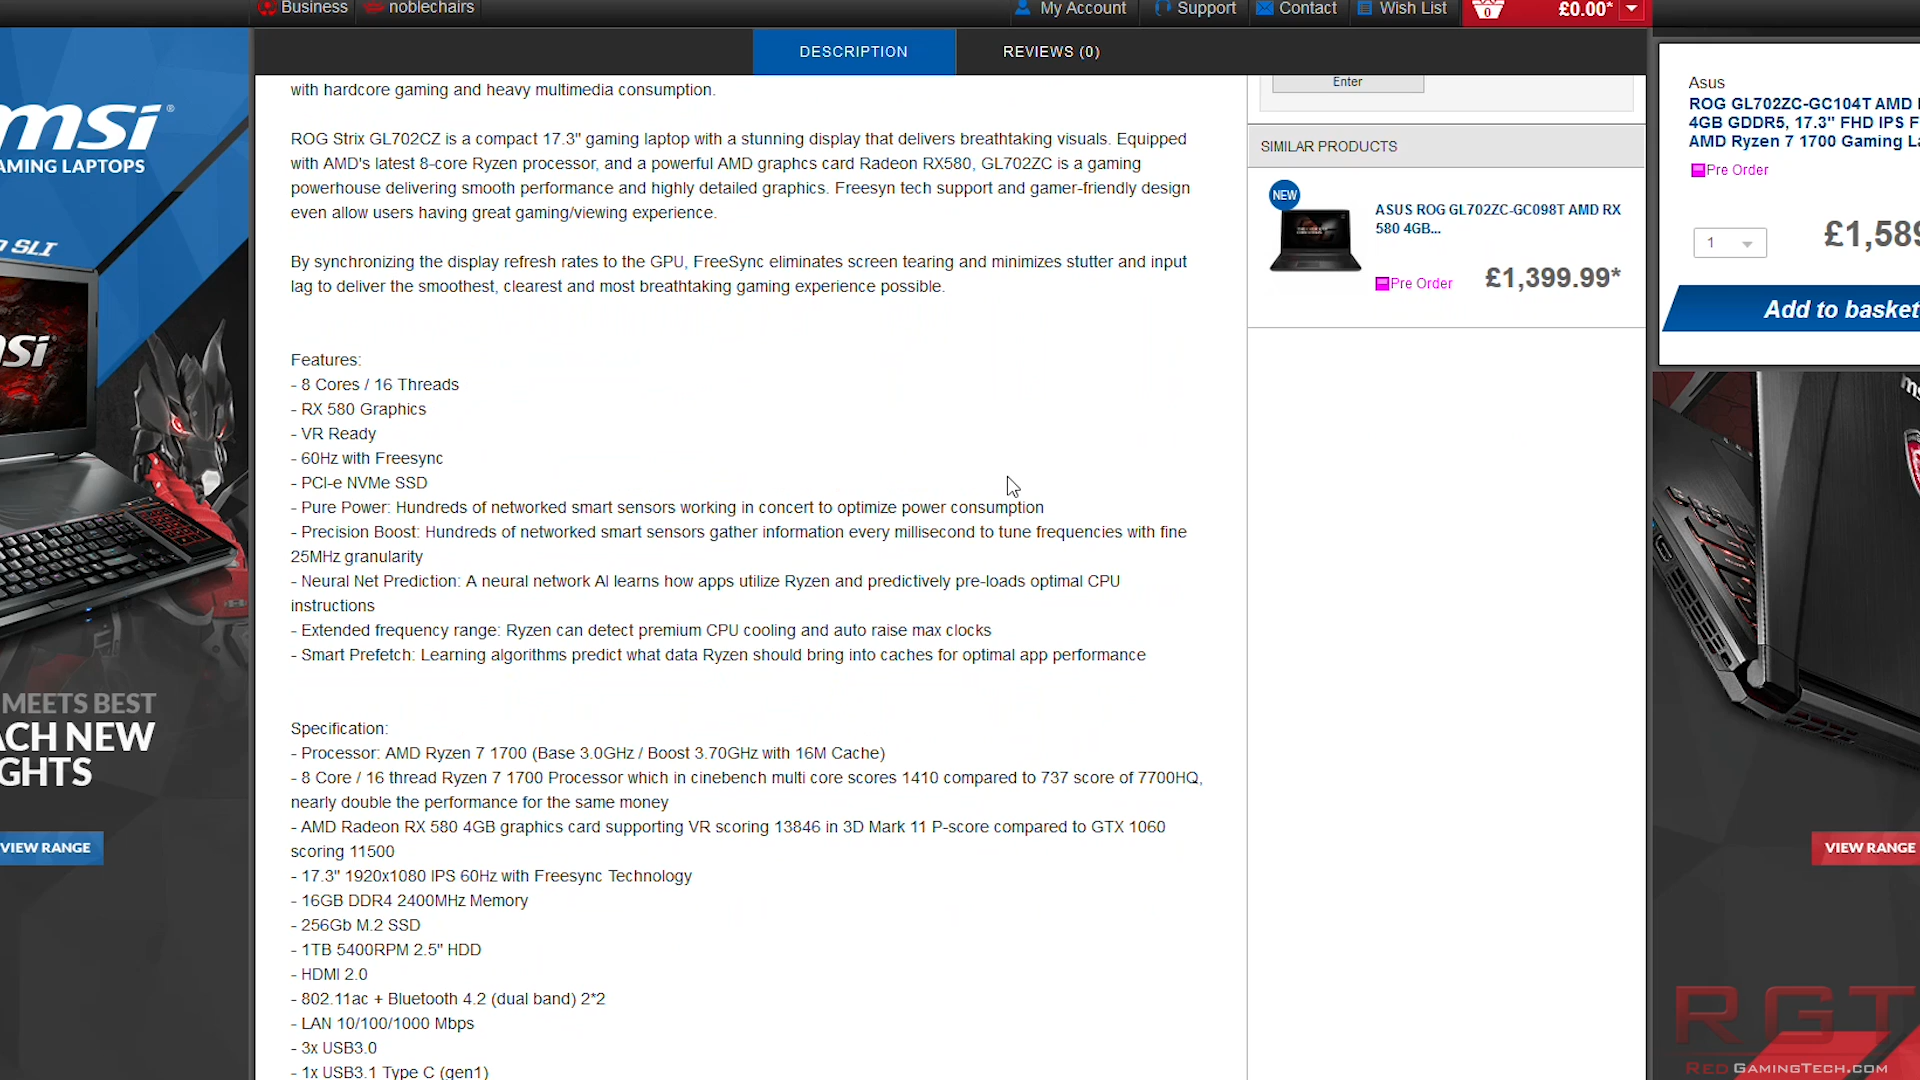 Business
noblechairs
My Account
Support
Contact
Wish List
0
£0.00*
DESCRIPTION
REVIEWS (0)
msi
AMING LAPTOPS
SLI
MEETS BEST
ACH NEW
GHTS
VIEW RANGE
with hardcore gaming and heavy multimedia consumption.
ROG Strix GL702CZ is a compact 17.3" gaming laptop with a stunning display that delivers breathtaking visuals. Equipped
with AMD's latest 8-core Ryzen processor, and a powerful AMD graphcs card Radeon RX580, GL702ZC is a gaming
powerhouse delivering smooth performance and highly detailed graphics. Freesyn tech support and gamer-friendly design
even allow users having great gaming/viewing experience.
By synchronizing the display refresh rates to the GPU, FreeSync eliminates screen tearing and minimizes stutter and input
lag to deliver the smoothest, clearest and most breathtaking gaming experience possible.
Features:
- 8 Cores / 16 Threads
- RX 580 Graphics
- VR Ready
- 60Hz with Freesync
- PCI-e NVMe SSD
- Pure Power: Hundreds of networked smart sensors working in concert to optimize power consumption
- Precision Boost: Hundreds of networked smart sensors gather information every millisecond to tune frequencies with fine
25MHz granularity
- Neural Net Prediction: A neural network AI learns how apps utilize Ryzen and predictively pre-loads optimal CPU
instructions
- Extended frequency range: Ryzen can detect premium CPU cooling and auto raise max clocks
- Smart Prefetch: Learning algorithms predict what data Ryzen should bring into caches for optimal app performance
Specification:
- Processor: AMD Ryzen 7 1700 (Base 3.0GHz / Boost 3.70GHz with 16M Cache)
- 8 Core / 16 thread Ryzen 7 1700 Processor which in cinebench multi core scores 1410 compared to 737 score of 7700HQ,
nearly double the performance for the same money
- AMD Radeon RX 580 4GB graphics card supporting VR scoring 13846 in 3D Mark 11 P-score compared to GTX 1060
scoring 11500
- 17.3" 1920x1080 IPS 60Hz with Freesync Technology
- 16GB DDR4 2400MHz Memory
- 256Gb M.2 SSD
- 1TB 5400RPM 2.5" HDD
- HDMI 2.0
- 802.11ac + Bluetooth 4.2 (dual band) 2*2
- LAN 10/100/1000 Mbps
- 3x USB3.0
- 1x USB3.1 Type C (gen1)
Enter
SIMILAR PRODUCTS
NEW
ASUS ROG GL702ZC-GC098T AMD RX
580 4GB...
Pre Order
£1,399.99*
Asus
ROG GL702ZC-GC104T AMD
4GB GDDR5, 17.3" FHD IPS F
AMD Ryzen 7 1700 Gaming La
Pre Order
1
£1,589
Add to basket
VIEW RANGE
RGT
RED GAMINGTECH.COM